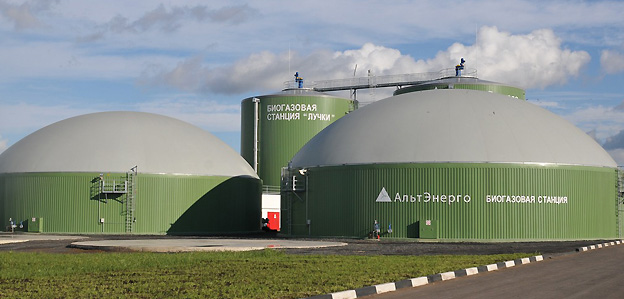 БИОГАЗОВАЯ
СТАНЦИЯ "ЛУЧКИ"
АльтЭнерго БИОГАЗОВАЯ СТАНЦИЯ